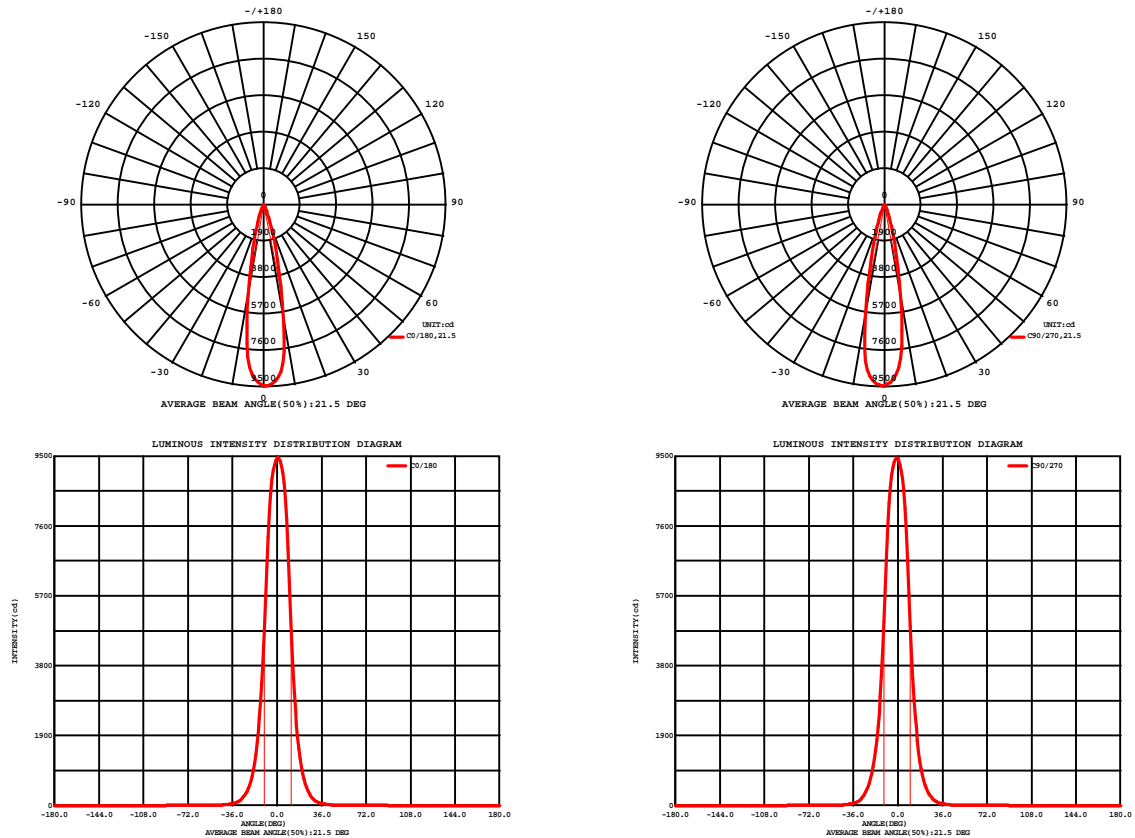 -/+180
-150 150
-120 120
-90 90
-60 60
-30 30
0
1900
3800
5700
7600
9500
0
UNIT:cd
C0/180,21.5
AVERAGE BEAM ANGLE(50%):21.5 DEG
-/+180
-150 150
-120 120
-90 90
-60 60
-30 30
0
1900
3800
5700
7600
9500
0
UNIT:cd
C90/270,21.5
AVERAGE BEAM ANGLE(50%):21.5 DEG
LUMINOUS INTENSITY DISTRIBUTION DIAGRAM
C0/180
INTENSITY(cd)
9500
7600
5700
3800
1900
0
-180.0 -144.0 -108.0 -72.0 -36.0 0.0 36.0 72.0 108.0 144.0 180.0
ANGLE(DEG)
AVERAGE BEAM ANGLE(50%):21.5 DEG
LUMINOUS INTENSITY DISTRIBUTION DIAGRAM
C90/270
INTENSITY(cd)
9500
7600
5700
3800
1900
0
-180.0 -144.0 -108.0 -72.0 -36.0 0.0 36.0 72.0 108.0 144.0 180.0
ANGLE(DEG)
AVERAGE BEAM ANGLE(50%):21.5 DEG